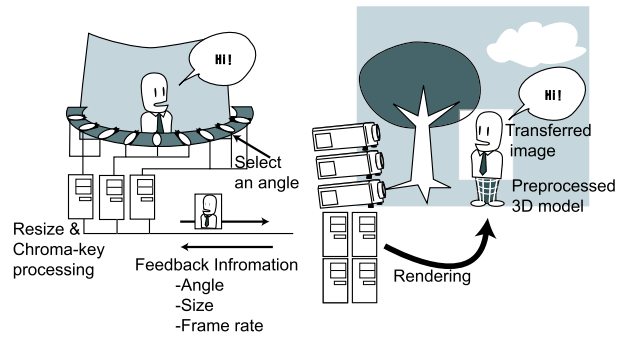 Hi!
Select
an angle
Resize &
Chroma-key
processing
Feedback Infromation
-Angle
-Size
-Frame rate
Hi!
Transferred
image
Preprocessed
3D model
Rendering